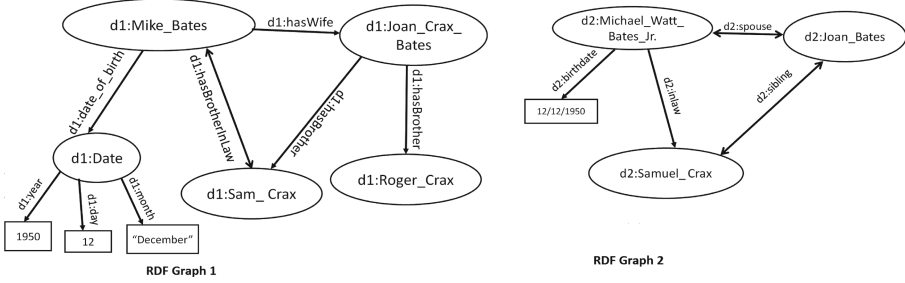 d1:Mike_Bates
d1:hasWife
d1:Joan_Crax_
Bates
d1:date_of_birth
d1:hasBrotherInLaw
d1:hasBrother
d1:hasBrother
d1:Date
d1:Sam_ Crax
d1:Roger_Crax
d1:year
d1:day
d1:month
1950
12
"December"
RDF Graph 1
d2:Michael_Watt_
Bates_Jr.
d2:spouse
d2:Joan_Bates
d2:birthdate
d2:inlaw
d2:sibling
12/12/1950
d2:Samuel_ Crax
RDF Graph 2